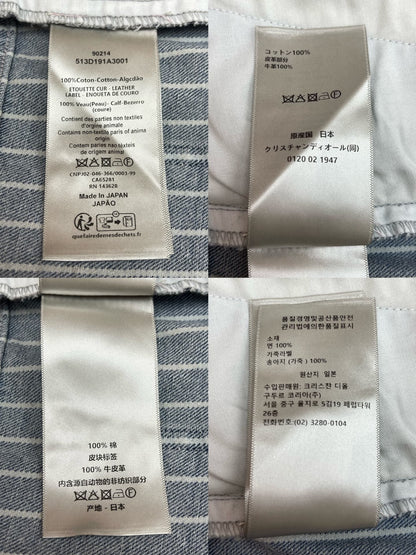 90214
513D191A3001
100%Coton-Cotton-Algodão
ETIQUETTE CUIR - LEATHER
LABEL - ENOQUETA DE COURO
100% Veau(Peau)- Calf-Bezerro
(couro)
Contient des parties non textiles
d'origine animale
Contains non-textile parts of animal
origin
Contem partes não texteis
de origem animal
CNPJ02-046-366/0003-99
CA65281
RN 143628
Made In JAPAN
JAPÃO
quefairedemesdechets.fr
コットン100%
皮革部分
牛革100%
原産国 日本
クリスチャンディオール(同)
0120 02 1947
100% 棉
皮块标签
100% 牛皮革
内含源自动物的非纺织部分
产地 - 日本
품질경영및공산품안전
관리법에의한품질표시
소재
면 100%
가죽라벨
송아지 (가죽) 100%
원산지 일본
수입판매원: 크리스챤 디올
꾸뛰르 코리아(주)
서울 중구 을지로 5길19 페럼타워
26층
전화번호: (02) 3280-0104